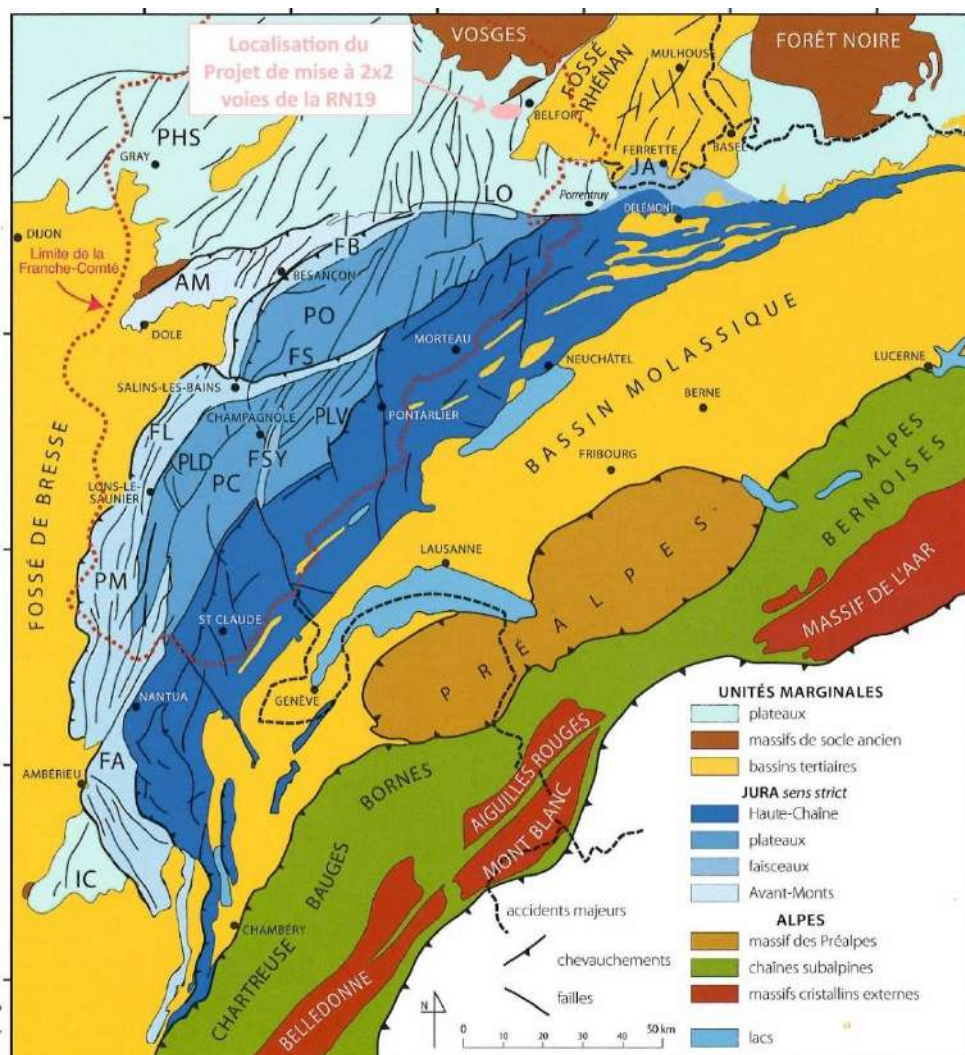 VOSGES
FORÊT NOIRE
Localisation du
Projet de mise à 2x2
voies de la RN19
FOSSÉ
RHÉNAN
MULHOUSE
BELFORT
PHS
GRAY
FERRETTE
BASEL
JA
LO
Porrentruy
DELÉMONT
DIJON
Limite de la
Franche-Comté
FB
AM
BESANÇON
PO
DOLE
MORTEAU
FS
NEUCHÂTEL
LUCERNE
SALINS-LES-BAINS
BASSIN MOLASSIQUE
BERNE
CHAMPAGNOLE
PLV
PONTARLIER
FL
FSY
FRIBOURG
PLD
PC
LONS-LE-
SAUNIER
ALPES
BERNOISES
FOSSÉ DE BRESSE
LAUSANNE
PM
PRÉALPES
MASSIF DE L'AAR
ST CLAUDE
GENÈVE
NANTUA
FA
AMBÉRIEU
BORNES
AIGUILLES ROUGES
MONT BLANC
IC
BAUGES
CHAMBÉRY
CHARTREUSE
BELLEDONNE
UNITÉS MARGINALES
plateaux
massifs de socle ancien
bassins tertiaires
JURA sens strict
Haute-Chaîne
plateaux
faisceaux
Avant-Monts
ALPES
massif des Préalpes
chaînes subalpines
massifs cristallins externes
lacs
accidents majeurs
chevauchements
failles
N
0 10 20 30 40 50 km